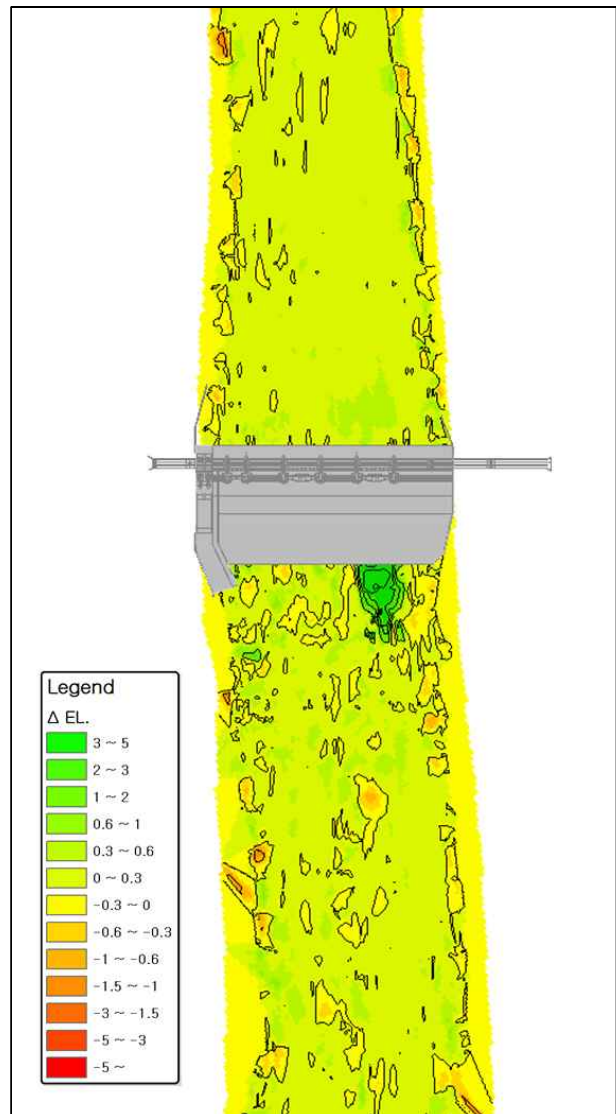 Legend
Δ EL.
3 ~ 5
2 ~ 3
1 ~ 2
0.6 ~ 1
0.3 ~ 0.6
0 ~ 0.3
-0.3 ~ 0
-0.6 ~ -0.3
-1 ~ -0.6
-1.5 ~ -1
-3 ~ -1.5
-5 ~ -3
-5 ~